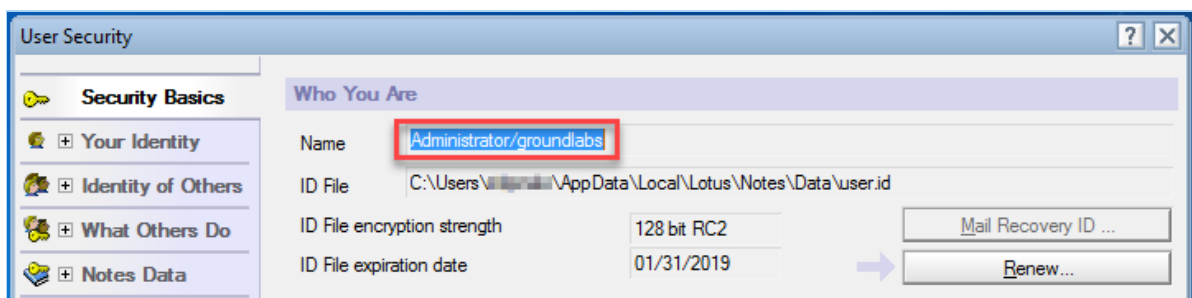 User Security
Security Basics
Your Identity
Identity of Others
What Others Do
Notes Data
Who You Are
Name Administrator/groundlabs
ID File C:\Users\ \AppData\Local\Lotus\Notes\Data\user.id
ID File encryption strength 128 bit RC2
Mail Recovery ID ...
ID File expiration date 01/31/2019
Renew...